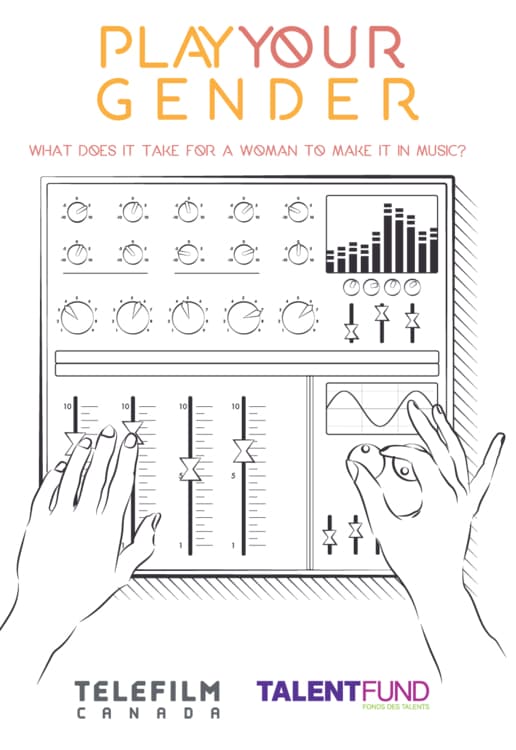 PLAYYOUR
GENDER
WHAT DOES IT TAKE FOR A WOMAN TO MAKE IT IN MUSIC?
10
10
10
10
5
5
1
1
1
TELEFILM
CANADA
TALENTFUND
FONDS DES TALENTS